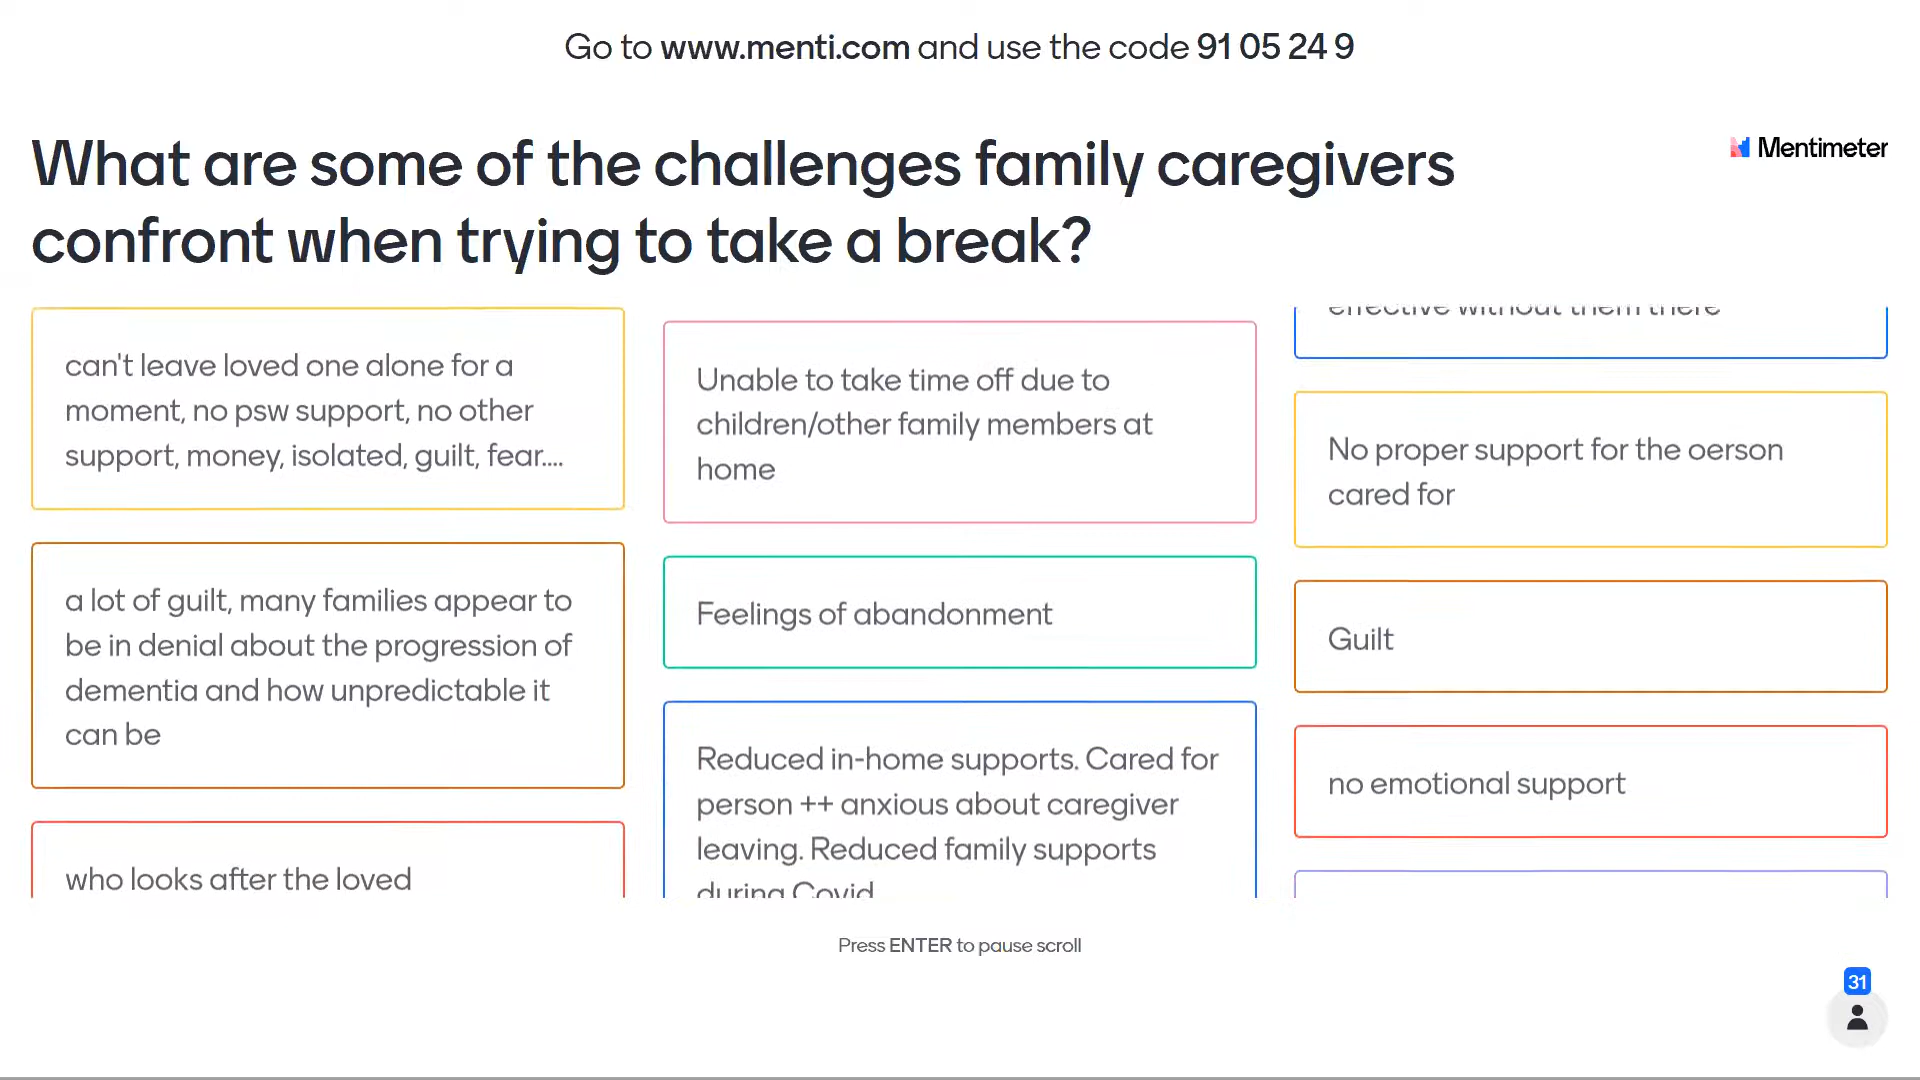 Go to www.menti.com and use the code 91 05 24 9
Mentimeter
What are some of the challenges family caregivers
confront when trying to take a break?
can't leave loved one alone for a
moment, no psw support, no other
support, money, isolated, guilt, fear....
a lot of guilt, many families appear to
be in denial about the progression of
dementia and how unpredictable it
can be
who looks after the loved
Unable to take time off due to
children/other family members at
home
Feelings of abandonment
Reduced in-home supports. Cared for
person ++ anxious about caregiver
leaving. Reduced family supports
during Covid
effective without them there
No proper support for the oerson
cared for
Guilt
no emotional support
Press ENTER to pause scroll
31